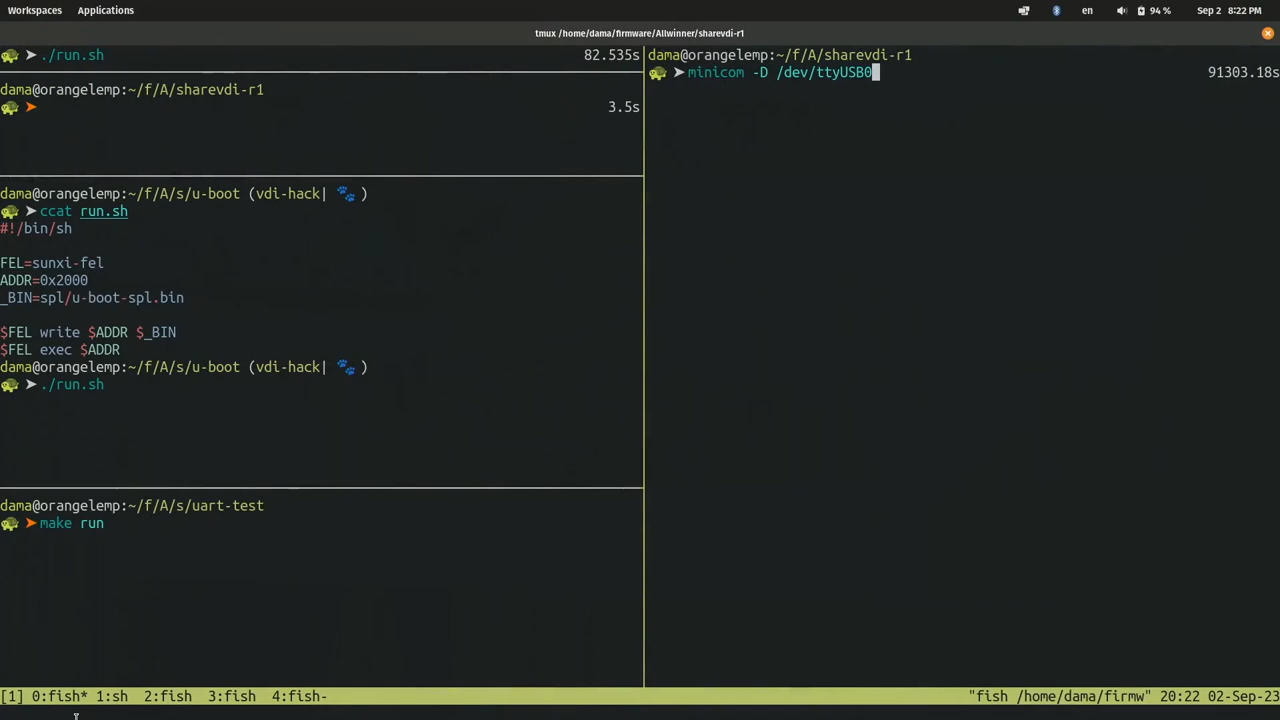 Workspaces Applications en 94 % Sep 2 8:22 PM
tmux /home/dama/firmware/Allwinner/sharevdi-r1
➤ ./run.sh 82.535s
dama@orangelemp:~/f/A/sharevdi-r1
➤ 3.5s
dama@orangelemp:~/f/A/s/u-boot (vdi-hack| 🐾 )
➤ ccat run.sh
#!/bin/sh
FEL=sunxi-fel
ADDR=0x2000
_BIN=spl/u-boot-spl.bin
$FEL write $ADDR $_BIN
$FEL exec $ADDR
dama@orangelemp:~/f/A/s/u-boot (vdi-hack| 🐾 )
➤ ./run.sh
dama@orangelemp:~/f/A/s/uart-test
➤ make run
dama@orangelemp:~/f/A/sharevdi-r1
➤ minicom -D /dev/ttyUSB0 91303.18s
[1] 0:fish* 1:sh 2:fish 3:fish 4:fish- "fish /home/dama/firmw" 20:22 02-Sep-23